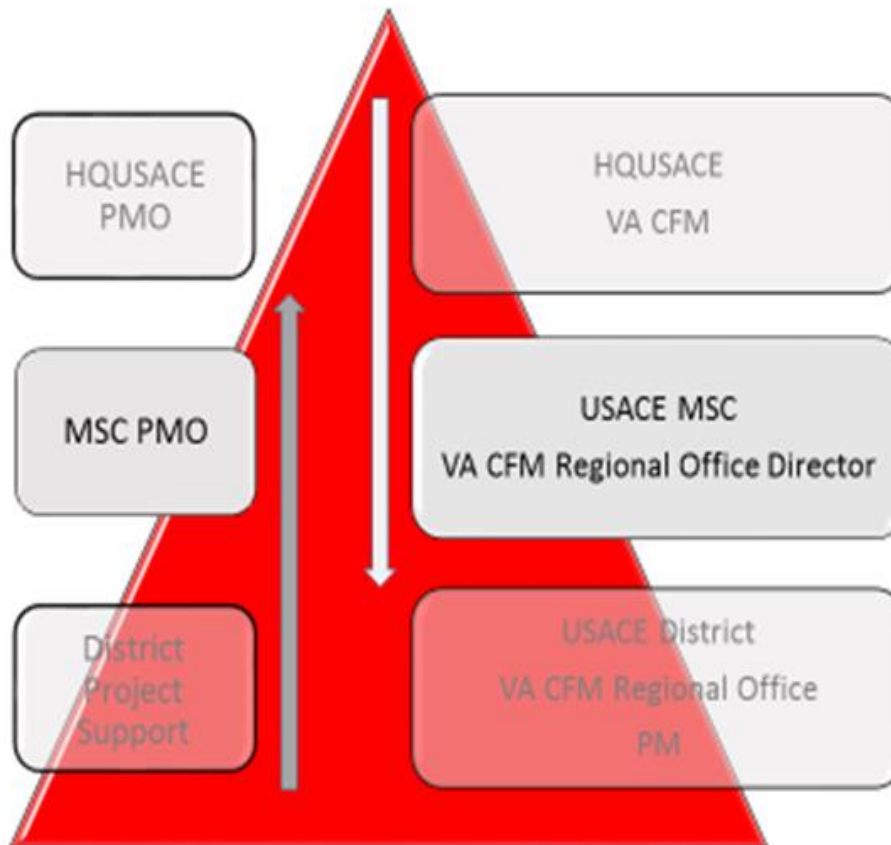 HQUSACE
PMO
HQUSACE
VA CFM
MSC PMO
USACE MSC
VA CFM Regional Office Director
District
Project
Support
USACE District
VA CFM Regional Office
PM